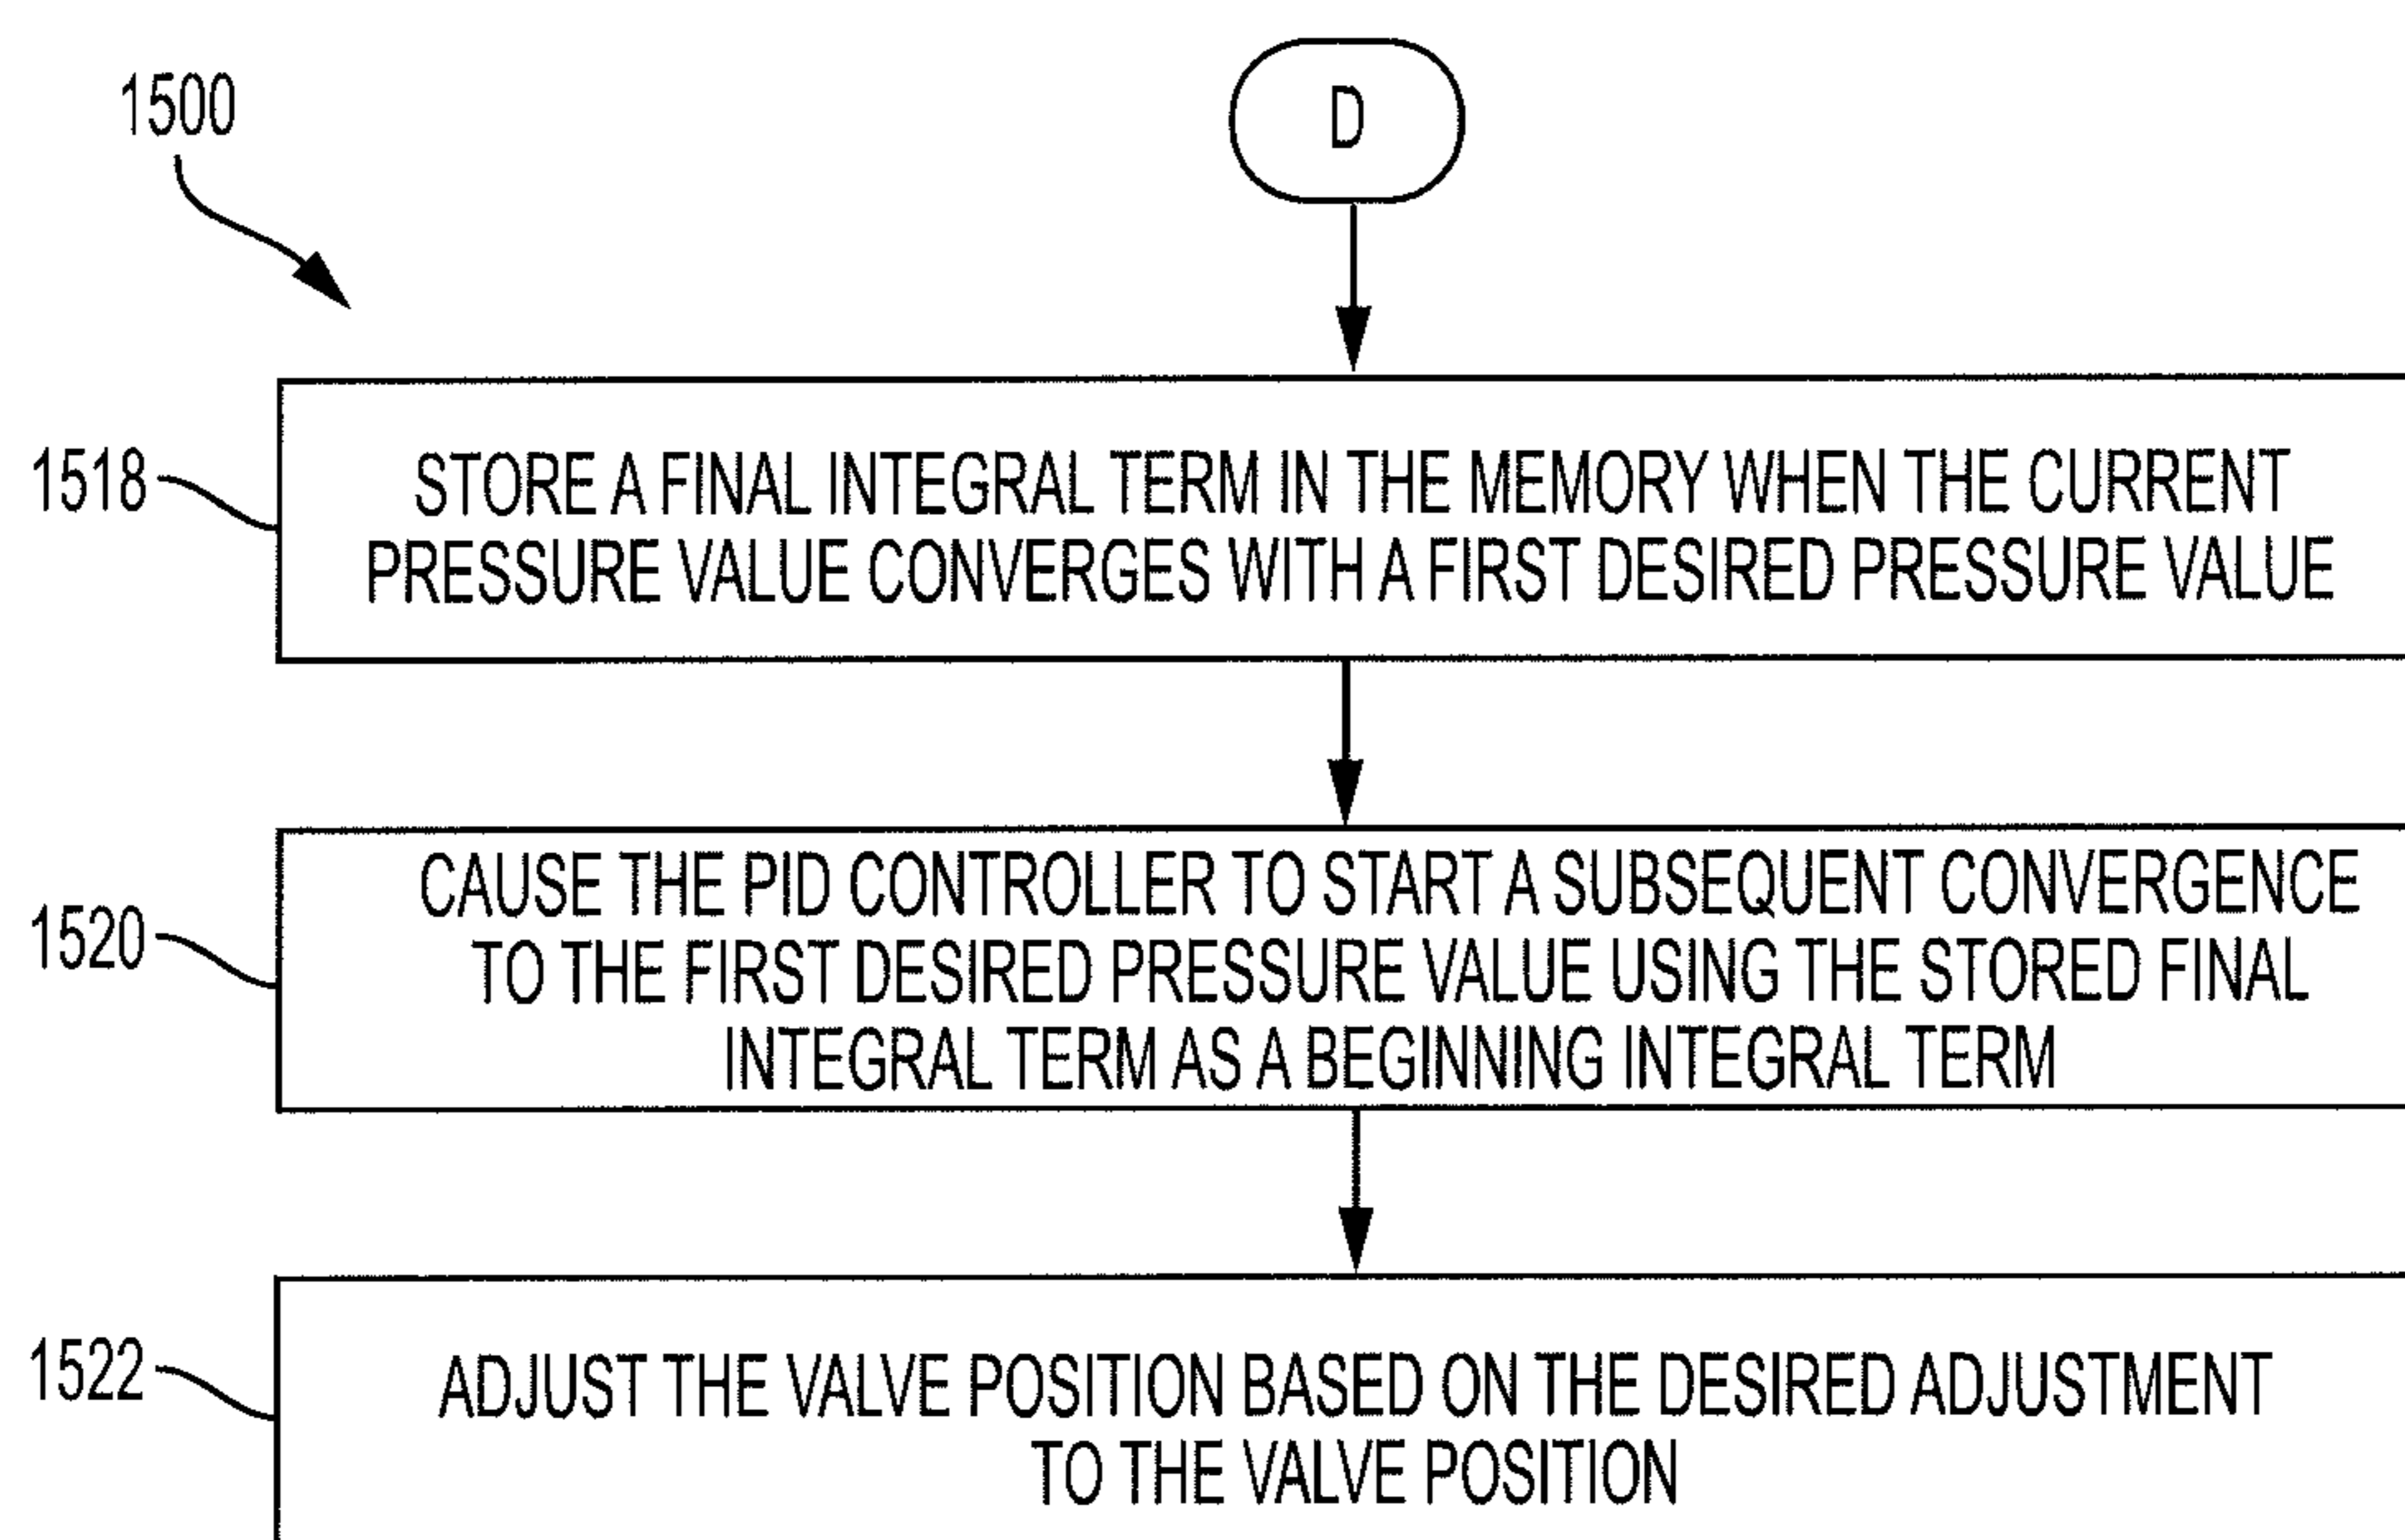 1500
D
1518
STORE A FINAL INTEGRAL TERM IN THE MEMORY WHEN THE CURRENT
PRESSURE VALUE CONVERGES WITH A FIRST DESIRED PRESSURE VALUE
1520
CAUSE THE PID CONTROLLER TO START A SUBSEQUENT CONVERGENCE
TO THE FIRST DESIRED PRESSURE VALUE USING THE STORED FINAL
INTEGRAL TERM AS A BEGINNING INTEGRAL TERM
1522
ADJUST THE VALVE POSITION BASED ON THE DESIRED ADJUSTMENT
TO THE VALVE POSITION